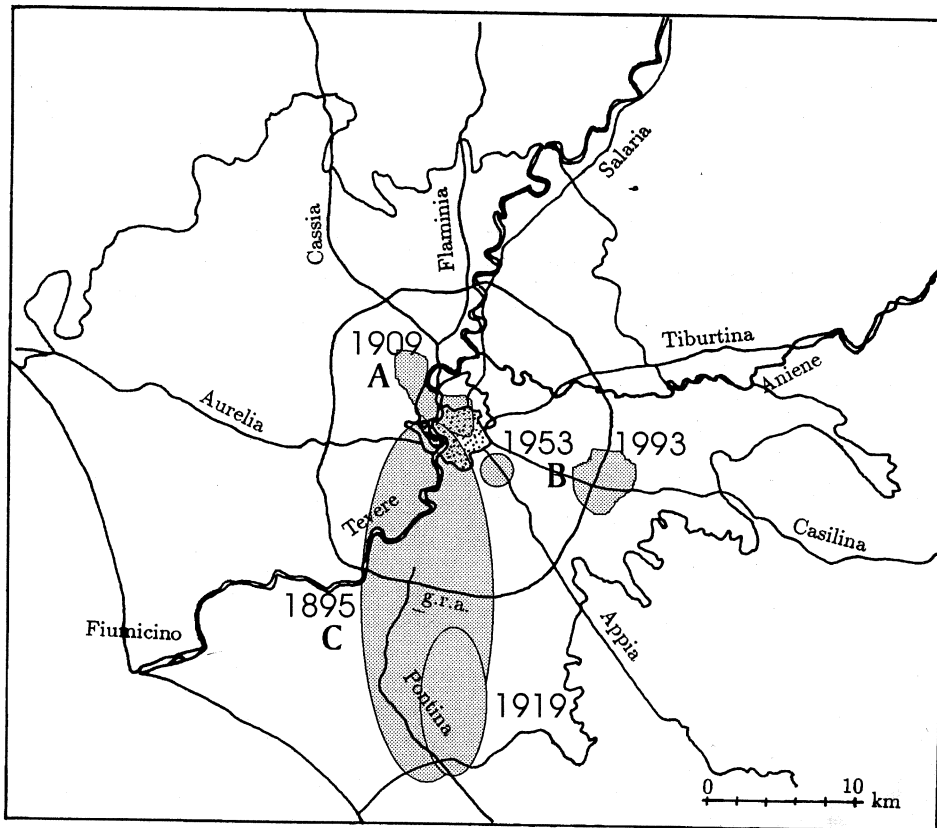 Salaria
Cassia
Flaminia
1909
A
Tiburtina
Aniene
Aurelia
1953
1993
B
Tevere
Casilina
1895
C
g.r.a.
Fiumicino
Appia
Pontina
1919
0 10
km